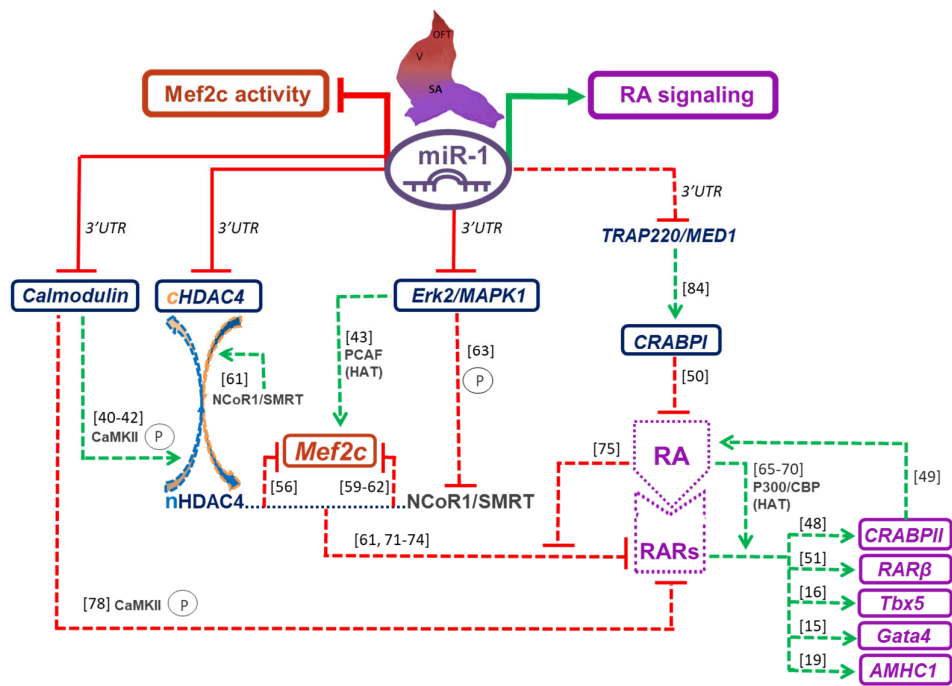 OFT
V
SA
Mef2c activity
RA signaling
miR-1
3’UTR
3’UTR
3’UTR
3’UTR
TRAP220/MED1
Calmodulin
cHDAC4
Erk2/MAPK1
[84]
CRABPI
[43]
PCAF
(HAT)
[63]
P
[61]
NCoR1/SMRT
[50]
[40-42]
CaMKII
P
Mef2c
[75]
RA
[65-70]
P300/CBP
(HAT)
[49]
[56]
[59-62]
nHDAC4
NCoR1/SMRT
[61, 71-74]
RARs
[48]
CRABPII
[51]
RARβ
[16]
Tbx5
[15]
Gata4
[19]
AMHC1
[78] CaMKII
P